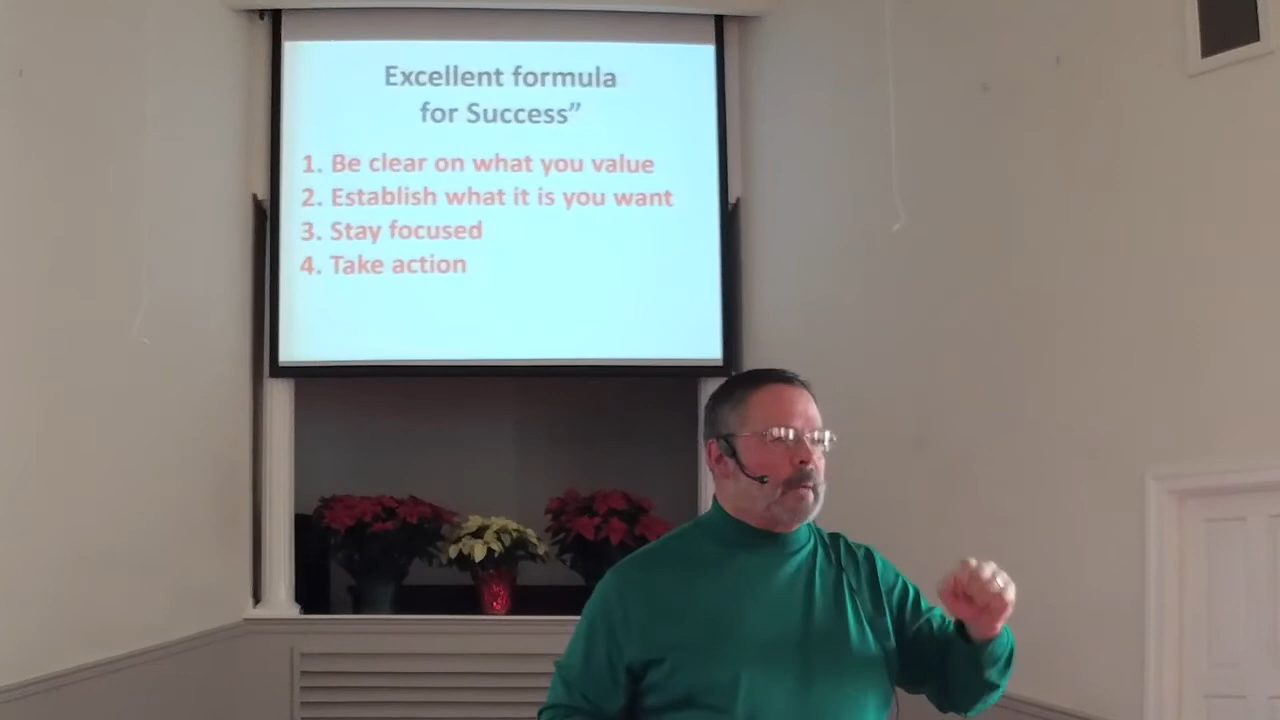 Excellent formula
for Success”
1. Be clear on what you value
2. Establish what it is you want
3. Stay focused
4. Take action